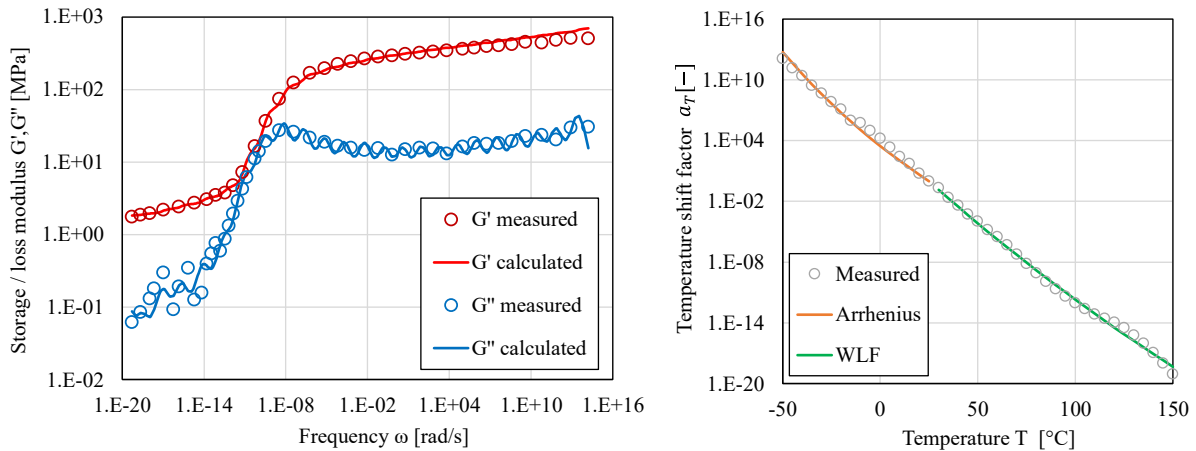 Storage / loss modulus G',G'' [MPa]
1.E+03
1.E+02
1.E+01
1.E+00
1.E-01
1.E-02
1.E-20
1.E-14
1.E-08
1.E-02
1.E+04
1.E+10
1.E+16
Frequency ω [rad/s]
G' measured
G' calculated
G'' measured
G'' calculated
Temperature shift factor a_T [−]
1.E+16
1.E+10
1.E+04
1.E-02
1.E-08
1.E-14
1.E-20
-50
0
50
100
150
Temperature T [°C]
Measured
Arrhenius
WLF